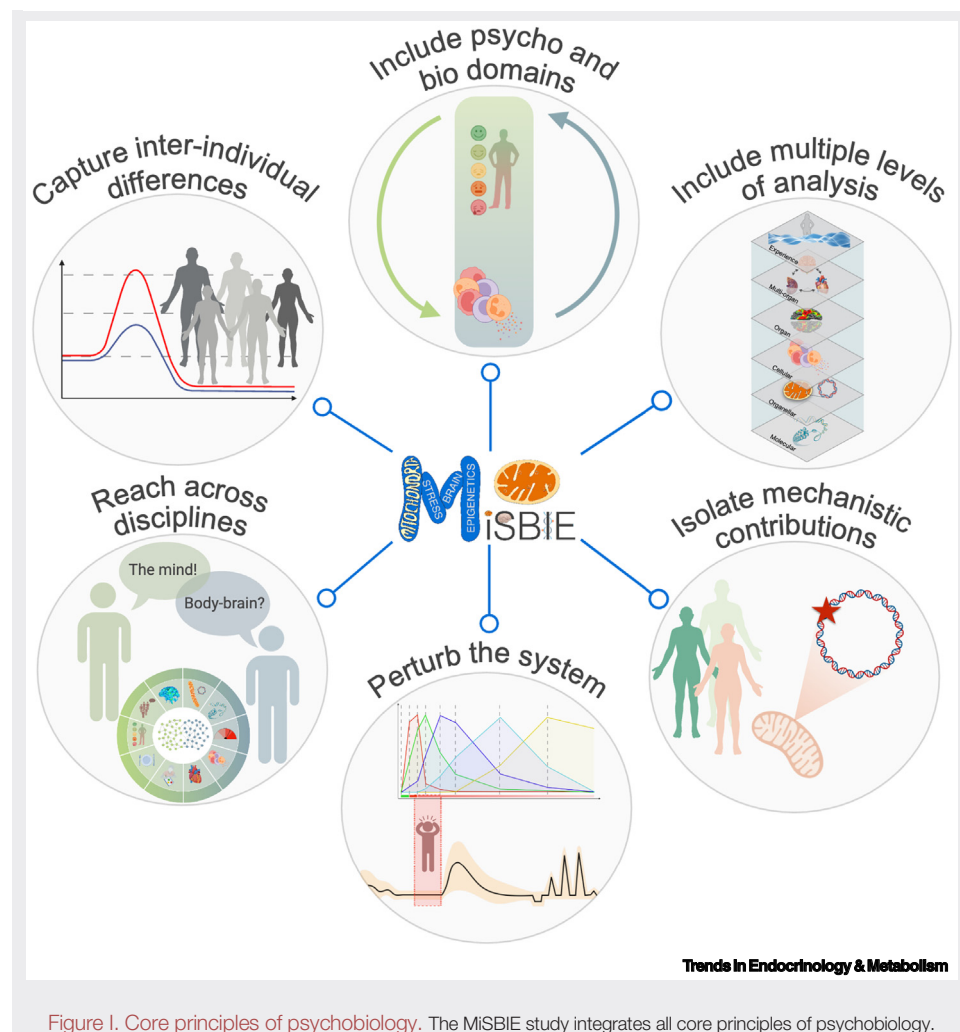 Include psycho and
bio domains
Capture inter-individual
differences
Include multiple levels
of analysis
Experience
Multi-organ
Organ
Cellular
Organellar
Molecular
MITOCHONDRIA
STRESS
BRAIN
EPIGENETICS
iSBIE
Reach across
disciplines
The mind!
Body-brain?
Isolate mechanistic
contributions
Perturb the system
Trends in Endocrinology & Metabolism
Figure I. Core principles of psychobiology. The MiSBIE study integrates all core principles of psychobiology.